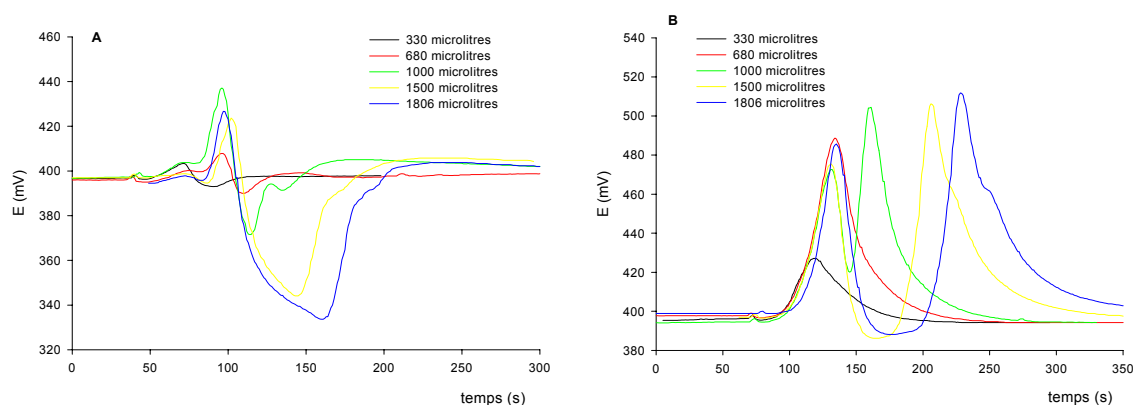 A
460
440
420
400
380
360
340
320
E (mV)
330 microlitres
680 microlitres
1000 microlitres
1500 microlitres
1806 microlitres
0
50
100
150
200
250
300
temps (s)
B
540
520
500
480
460
440
420
400
380
E (mV)
330 microlitres
680 microlitres
1000 microlitres
1500 microlitres
1806 microlitres
0
50
100
150
200
250
300
350
temps (s)